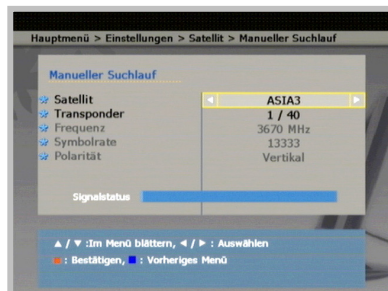 Hauptmenü > Einstellungen > Satellit > Manueller Suchlauf
Manueller Suchlauf
Satellit ASIA3
Transponder 1 / 40
Frequenz 3670 MHz
Symbolrate 13333
Polarität Vertikal
Signalstatus
▲ / ▼ :Im Menü blättern, ◄ / ► : Auswählen
■ : Bestätigen, ■ : Vorheriges Menü